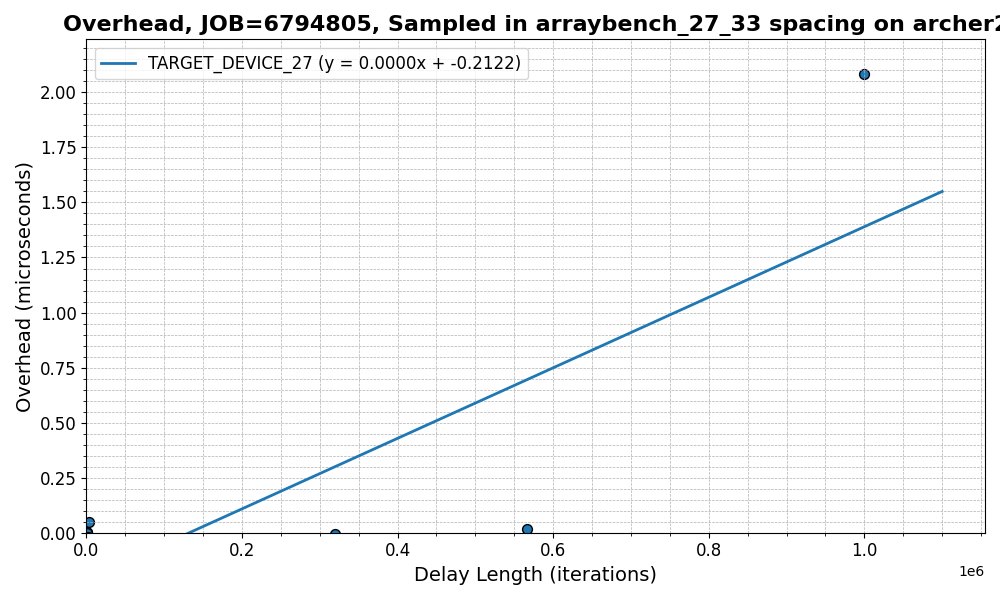 Overhead, JOB=6794805, Sampled in arraybench_27_33 spacing on archer2
TARGET_DEVICE_27 (y = 0.0000x + -0.2122)
Overhead (microseconds)
2.00
1.75
1.50
1.25
1.00
0.75
0.50
0.25
0.00
0.0 0.2 0.4 0.6 0.8 1.0
1e6
Delay Length (iterations)